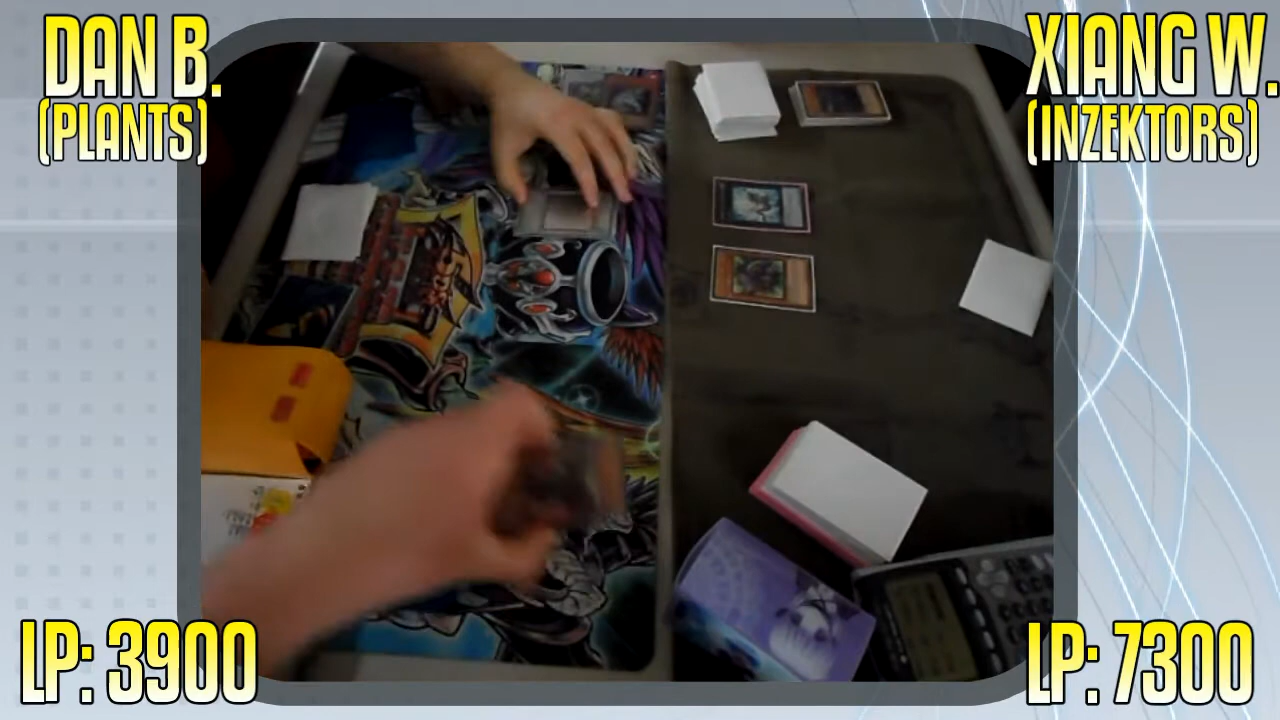 DAN B.
(PLANTS)
XIANG W.
(INZEKTORS)
LP: 3900
LP: 7300